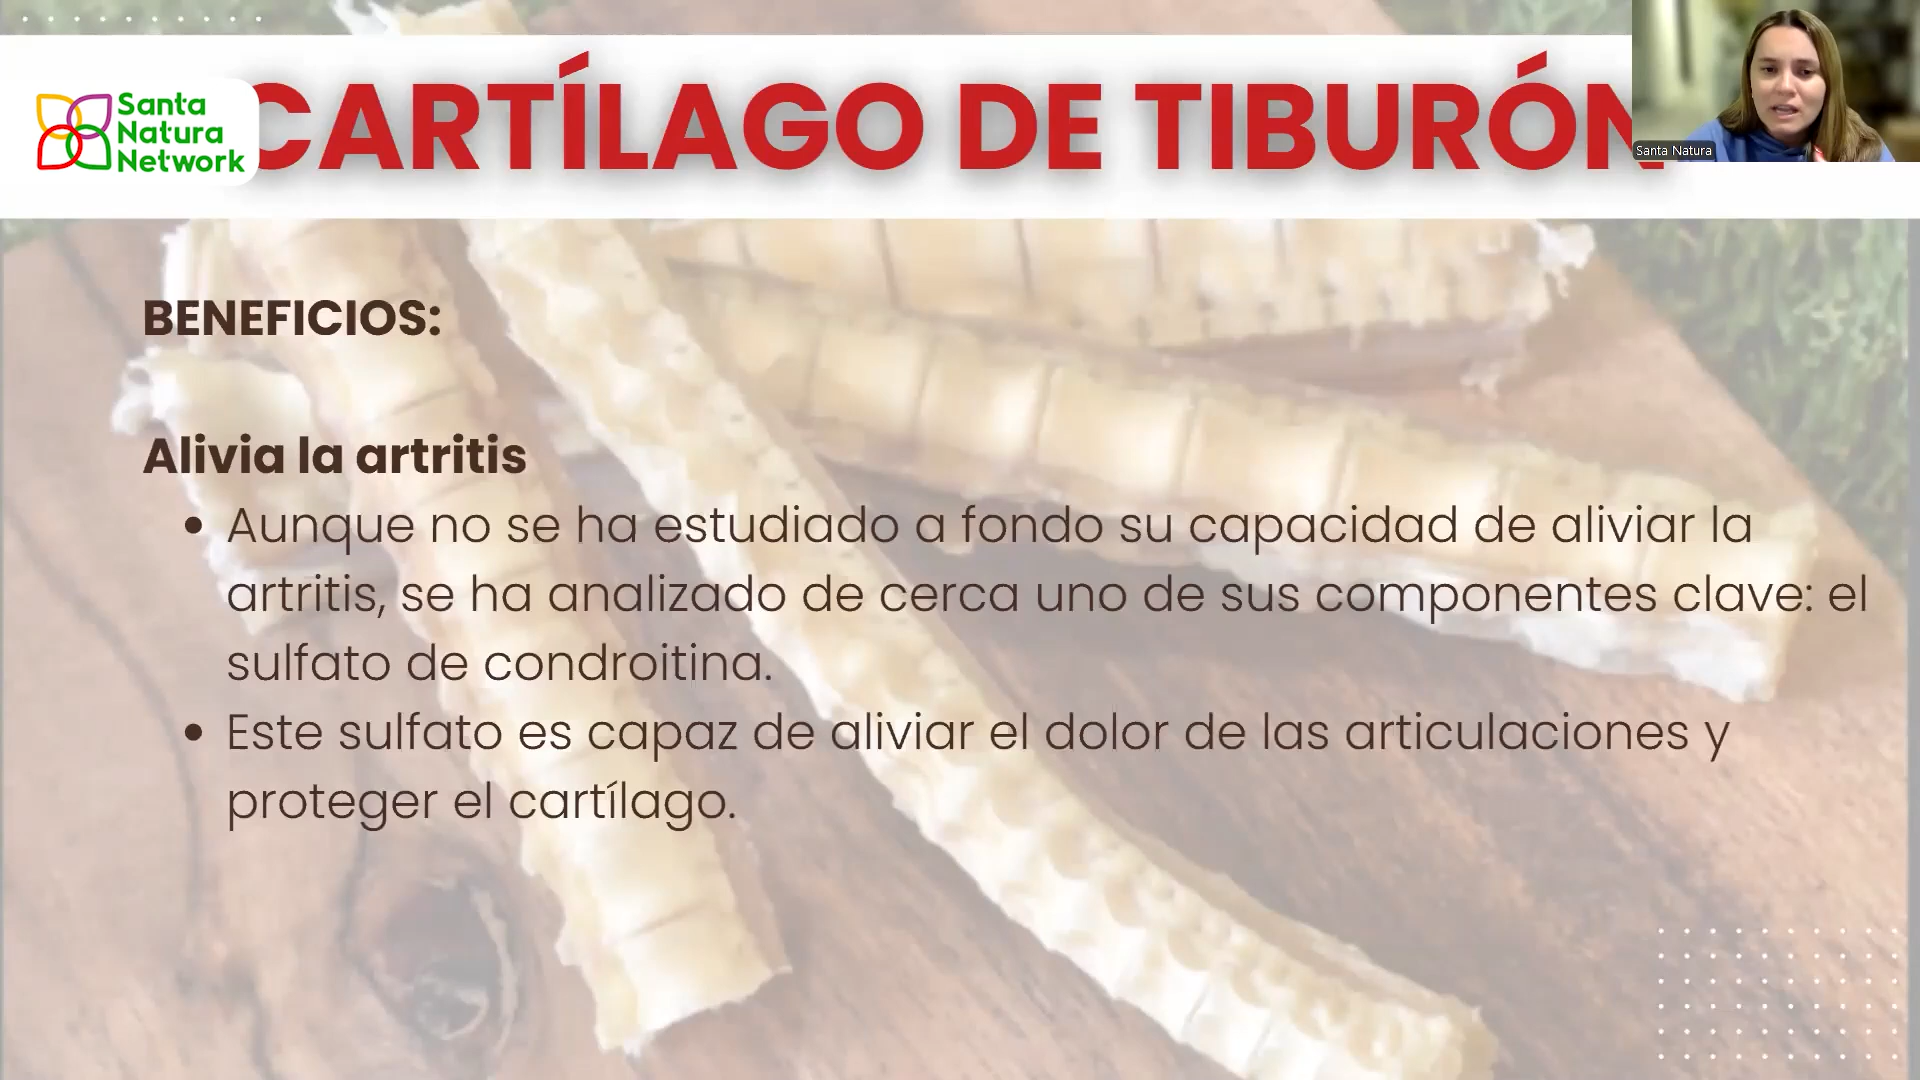 Santa
Natura
Network
CARTÍLAGO DE TIBURÓN
Santa Natura
BENEFICIOS:
Alivia la artritis
• Aunque no se ha estudiado a fondo su capacidad de aliviar la
artritis, se ha analizado de cerca uno de sus componentes clave: el
sulfato de condroitina.
• Este sulfato es capaz de aliviar el dolor de las articulaciones y
proteger el cartílago.